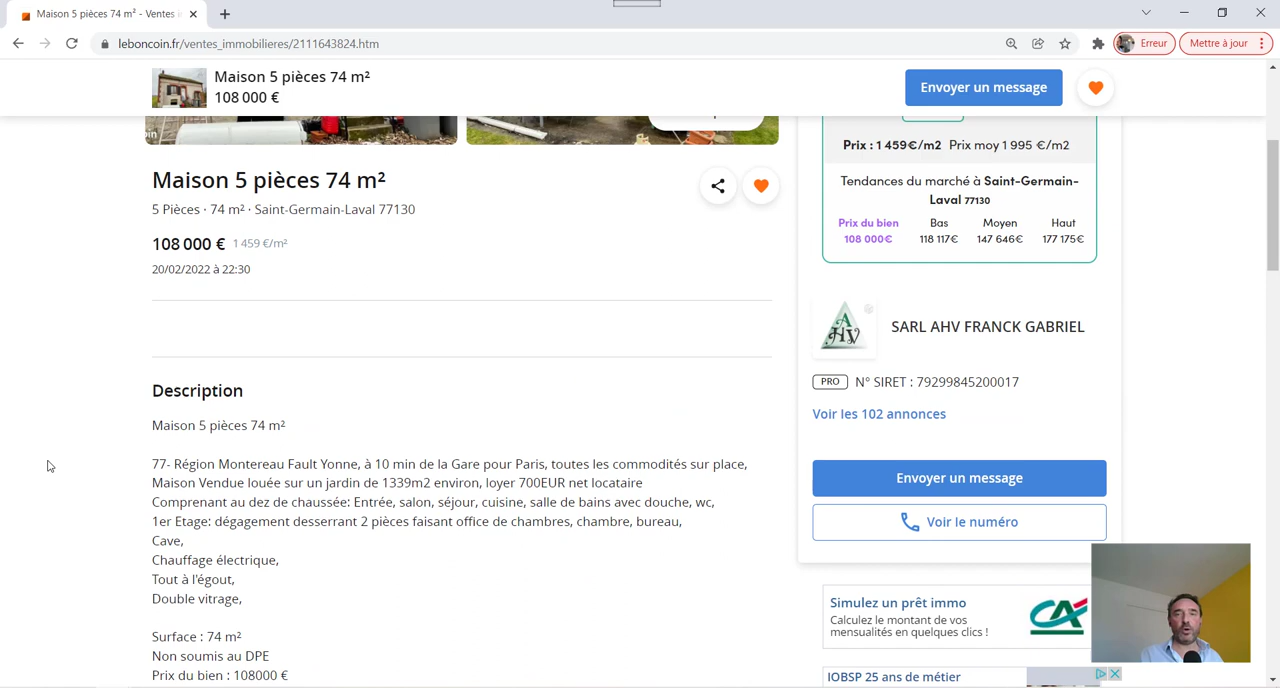 Maison 5 pièces 74 m² - Ventes i
leboncoin.fr/ventes_immobilieres/2111643824.htm
Erreur
Mettre à jour
Maison 5 pièces 74 m²
108 000 €
Envoyer un message
oin
Maison 5 pièces 74 m²
5 Pièces · 74 m² · Saint-Germain-Laval 77130
108 000 € 1 459 €/m²
20/02/2022 à 22:30
Description
Maison 5 pièces 74 m²
77- Région Montereau Fault Yonne, à 10 min de la Gare pour Paris, toutes les commodités sur place,
Maison Vendue louée sur un jardin de 1339m2 environ, loyer 700EUR net locataire
Comprenant au dez de chaussée: Entrée, salon, séjour, cuisine, salle de bains avec douche, wc,
1er Etage: dégagement desserrant 2 pièces faisant office de chambres, chambre, bureau,
Cave,
Chauffage électrique,
Tout à l'égout,
Double vitrage,
Surface : 74 m²
Non soumis au DPE
Prix du bien : 108000 €
Prix : 1 459€/m2 Prix moy 1 995 €/m2
Tendances du marché à Saint-Germain-
Laval 77130
Prix du bien Bas Moyen Haut
108 000€ 118 117€ 147 646€ 177 175€
AHV
SARL AHV FRANCK GABRIEL
PRO N° SIRET : 79299845200017
Voir les 102 annonces
Envoyer un message
Voir le numéro
Simulez un prêt immo
Calculez le montant de vos
mensualités en quelques clics !
CA
IOBSP 25 ans de métier